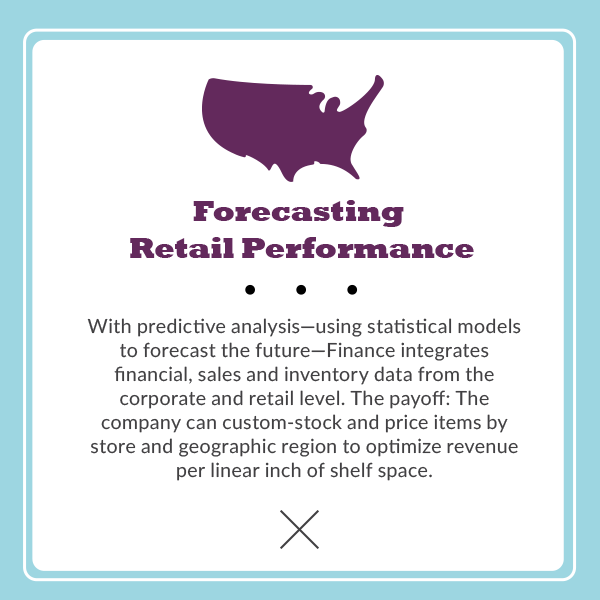 Forecasting
Retail Performance
With predictive analysis—using statistical models
to forecast the future—Finance integrates
financial, sales and inventory data from the
corporate and retail level. The payoff: The
company can custom-stock and price items by
store and geographic region to optimize revenue
per linear inch of shelf space.